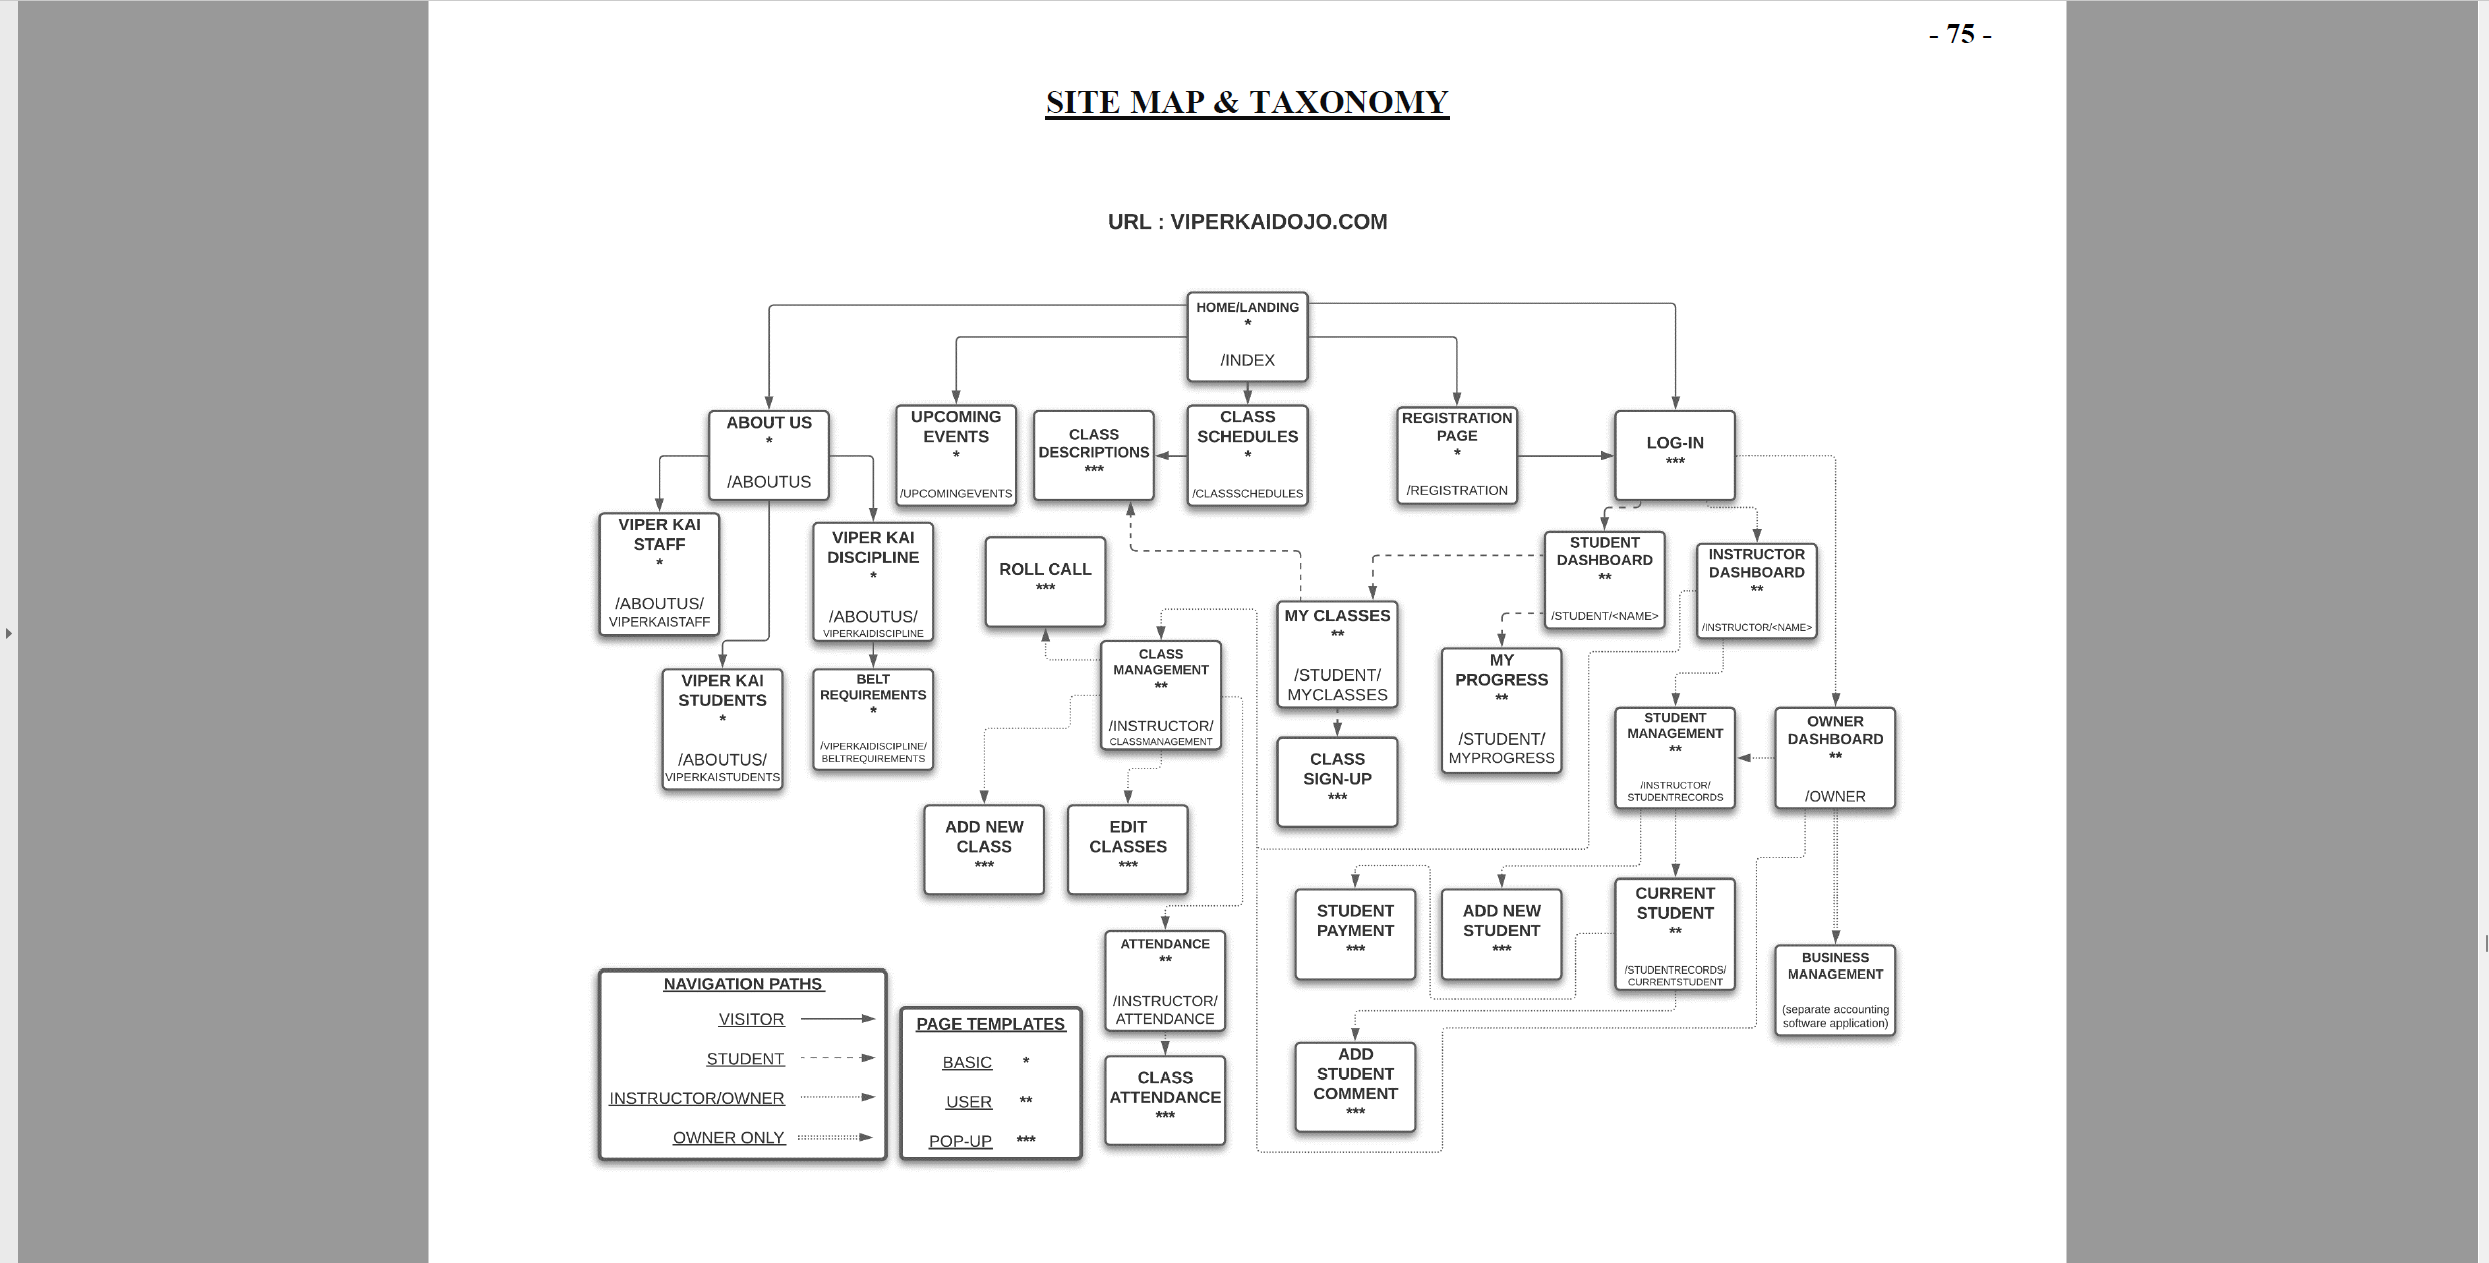 - 75 -
SITE MAP & TAXONOMY
URL : VIPERKAIDOJO.COM
HOME/LANDING
*
/INDEX
ABOUT US
*
/ABOUTUS
UPCOMING
EVENTS
*
/UPCOMINGEVENTS
CLASS
DESCRIPTIONS
***
CLASS
SCHEDULES
*
/CLASSSCHEDULES
REGISTRATION
PAGE
*
/REGISTRATION
LOG-IN
***
VIPER KAI
STAFF
*
/ABOUTUS/
VIPERKAISTAFF
VIPER KAI
DISCIPLINE
*
/ABOUTUS/
VIPERKAIDISCIPLINE
ROLL CALL
***
STUDENT
DASHBOARD
**
/STUDENT/<NAME>
INSTRUCTOR
DASHBOARD
**
/INSTRUCTOR/<NAME>
MY CLASSES
**
/STUDENT/
MYCLASSES
CLASS
MANAGEMENT
**
/INSTRUCTOR/
CLASSMANAGEMENT
MY
PROGRESS
**
/STUDENT/
MYPROGRESS
VIPER KAI
STUDENTS
*
/ABOUTUS/
VIPERKAISTUDENTS
BELT
REQUIREMENTS
*
/VIPERKAIDISCIPLINE/
BELTREQUIREMENTS
STUDENT
MANAGEMENT
**
/INSTRUCTOR/
STUDENTRECORDS
OWNER
DASHBOARD
**
/OWNER
CLASS
SIGN-UP
***
ADD NEW
CLASS
***
EDIT
CLASSES
***
STUDENT
PAYMENT
***
ADD NEW
STUDENT
***
CURRENT
STUDENT
**
/STUDENTRECORDS/
CURRENTSTUDENT
ATTENDANCE
**
/INSTRUCTOR/
ATTENDANCE
BUSINESS
MANAGEMENT
(separate accounting
software application)
CLASS
ATTENDANCE
***
ADD
STUDENT
COMMENT
***
NAVIGATION PATHS
VISITOR
STUDENT
INSTRUCTOR/OWNER
OWNER ONLY
PAGE TEMPLATES
BASIC *
USER **
POP-UP ***